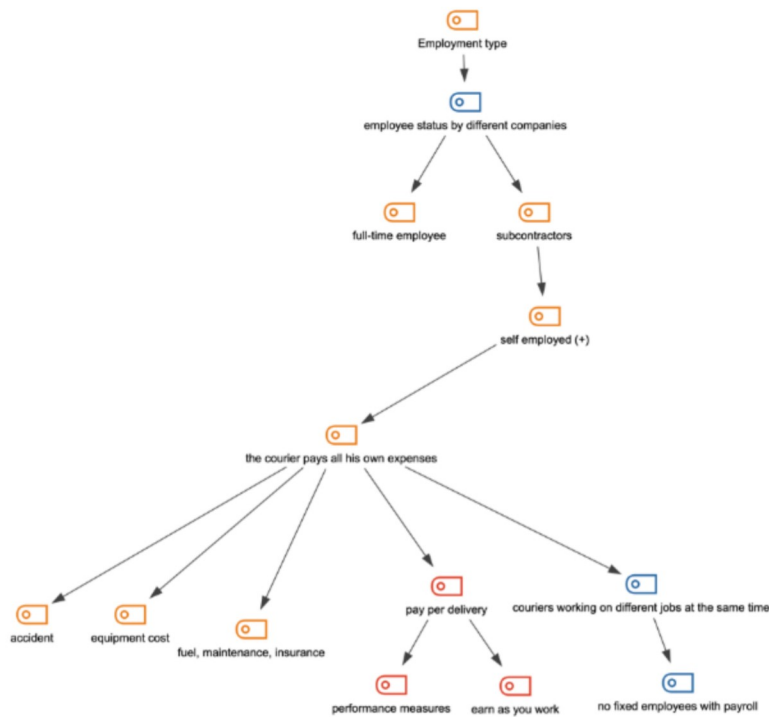 Employment type
employee status by different companies
full-time employee
subcontractors
self employed (+)
the courier pays all his own expenses
accident
equipment cost
fuel, maintenance, insurance
pay per delivery
couriers working on different jobs at the same time
performance measures
earn as you work
no fixed employees with payroll